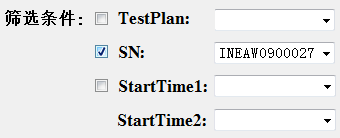 筛选条件: TestPlan:
SN: INEAW0900027
StartTime1:
StartTime2: